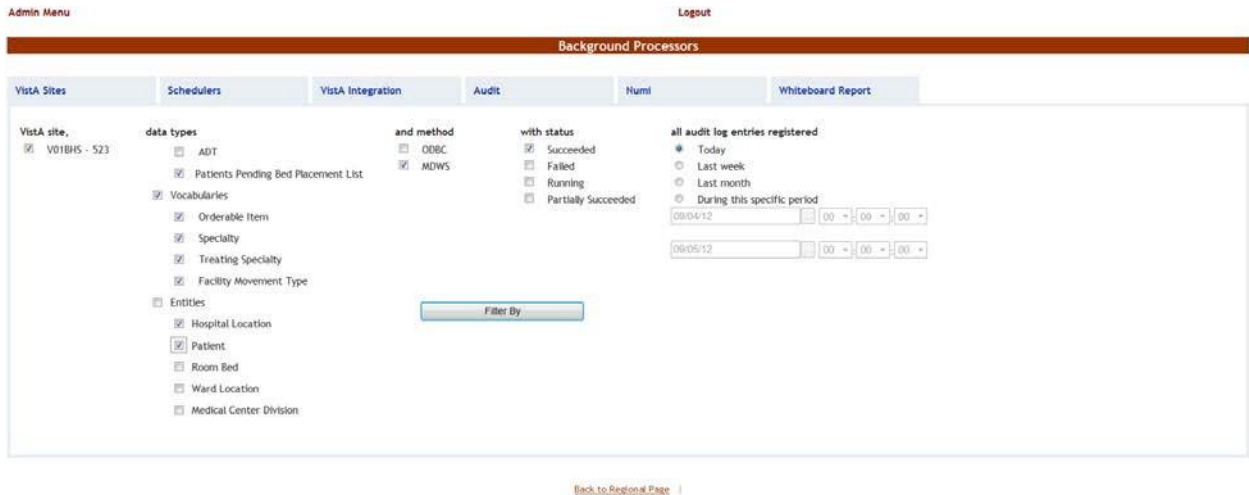 Admin Menu Logout
Background Processors
VistA Sites Schedulers VistA Integration Audit Numi Whiteboard Report
VistA site, data types and method with status all audit log entries registered
V01BHS - 523 ADT ODBC Succeeded Today
Patients Pending Bed Placement List MDWS Failed Last week
Vocabularies Running Last month
Orderable Item Partially Succeeded During this specific period
09/04/12 00 : 00 : 00
Specialty
09/05/12 00 : 00 : 00
Treating Specialty
Facility Movement Type
Entities Filter By
Hospital Location
Patient
Room Bed
Ward Location
Medical Center Division
Back to Regional Page |